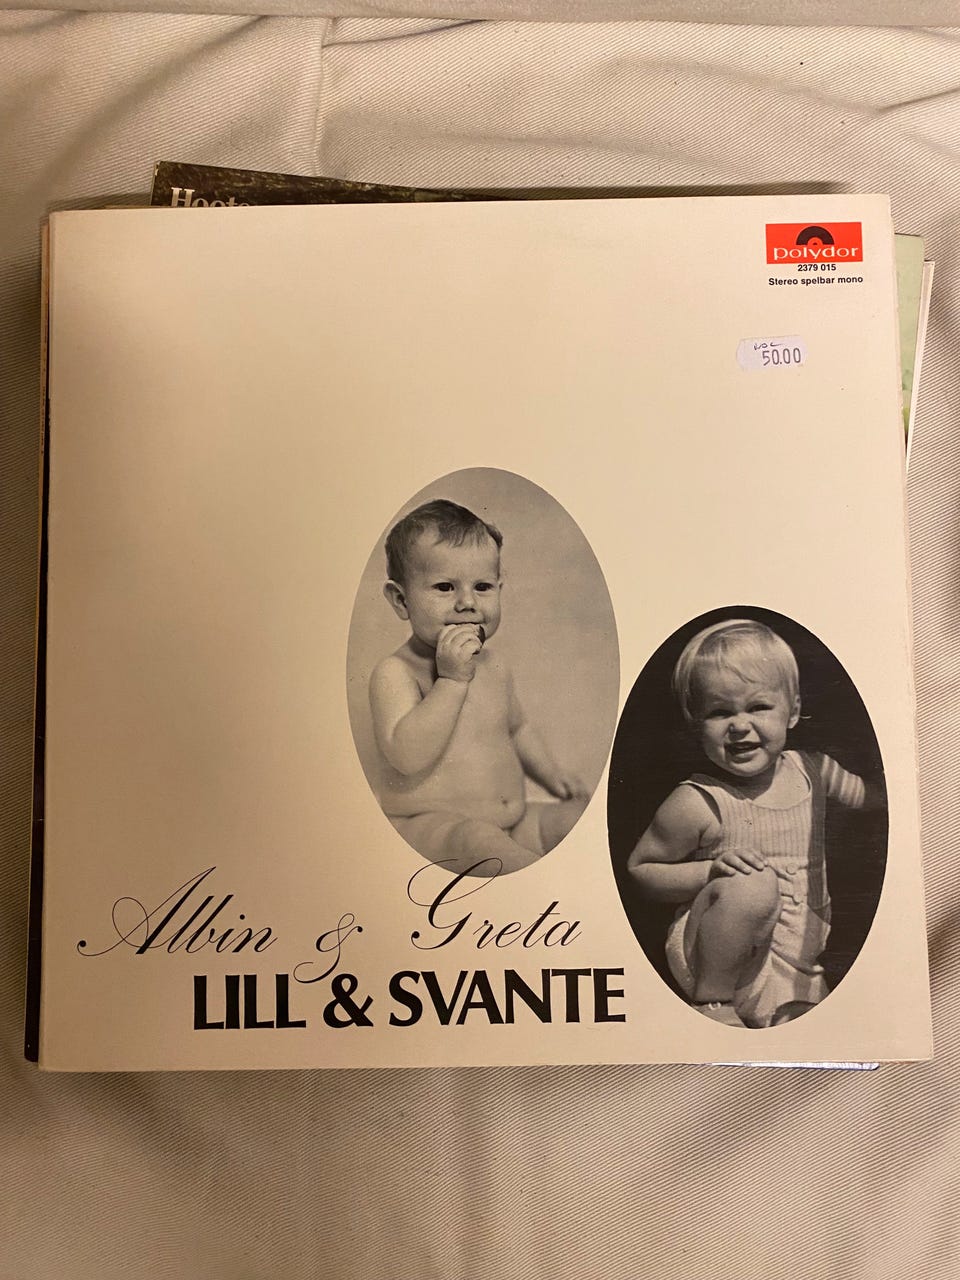 polydor
2379 015
Stereo spelbar mono
50.00
Albin & Greta
LILL & SVANTE